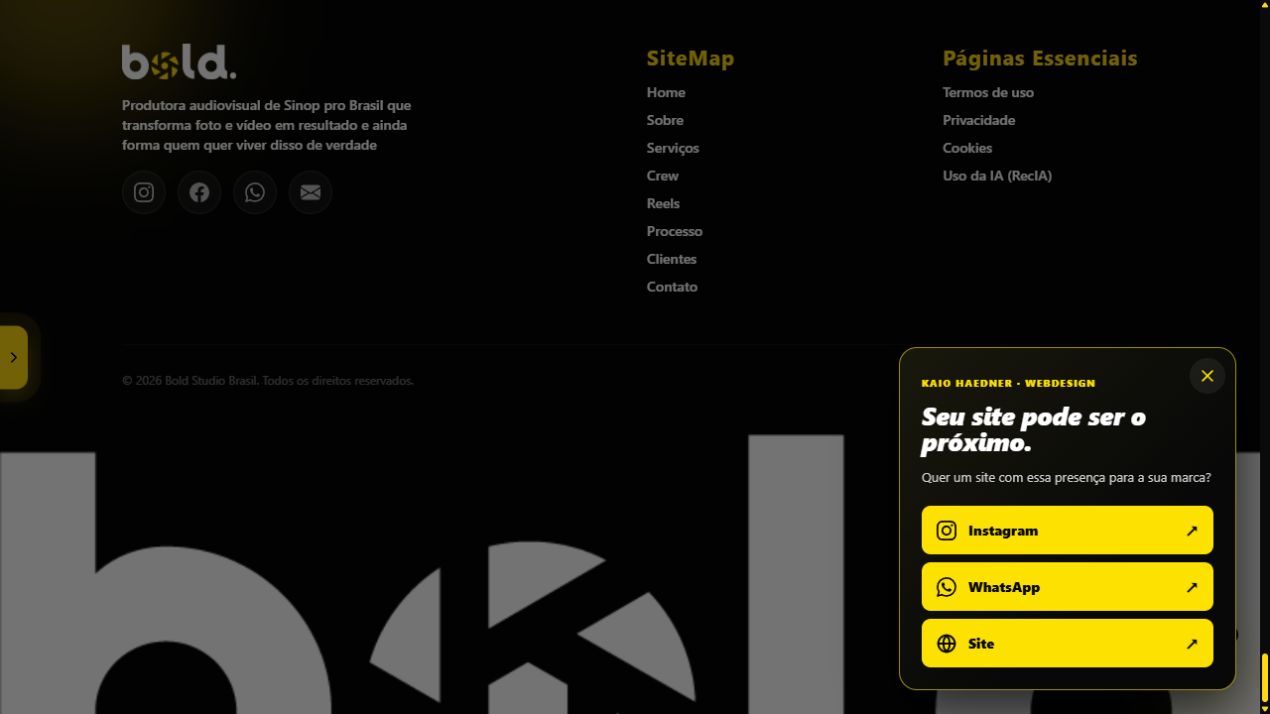 bold.
Produtora audiovisual de Sinop pro Brasil que
transforma foto e vídeo em resultado e ainda
forma quem quer viver disso de verdade
SiteMap
Home
Sobre
Serviços
Crew
Reels
Processo
Clientes
Contato
Páginas Essenciais
Termos de uso
Privacidade
Cookies
Uso da IA (RecIA)
© 2026 Bold Studio Brasil. Todos os direitos reservados.
KAIO HAEDNER - WEBDESIGN
Seu site pode ser o
próximo.
Quer um site com essa presença para a sua marca?
Instagram
WhatsApp
Site
bold